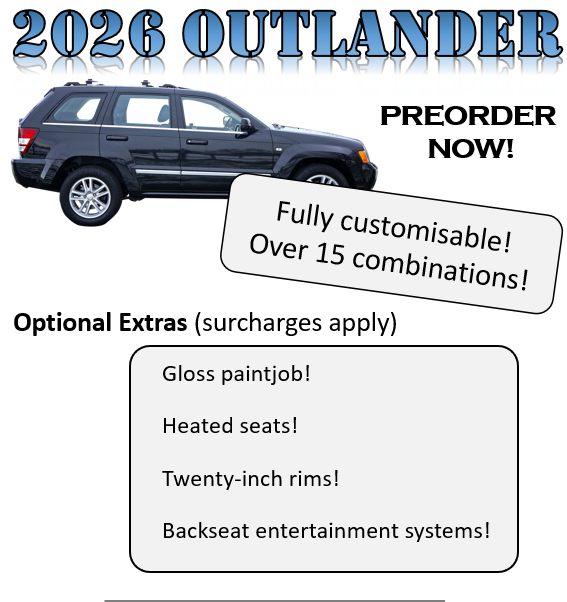 2026 OUTLANDER
PREORDER
NOW!
Fully customisable!
Over 15 combinations!
Optional Extras (surcharges apply)
Gloss paintjob!
Heated seats!
Twenty-inch rims!
Backseat entertainment systems!